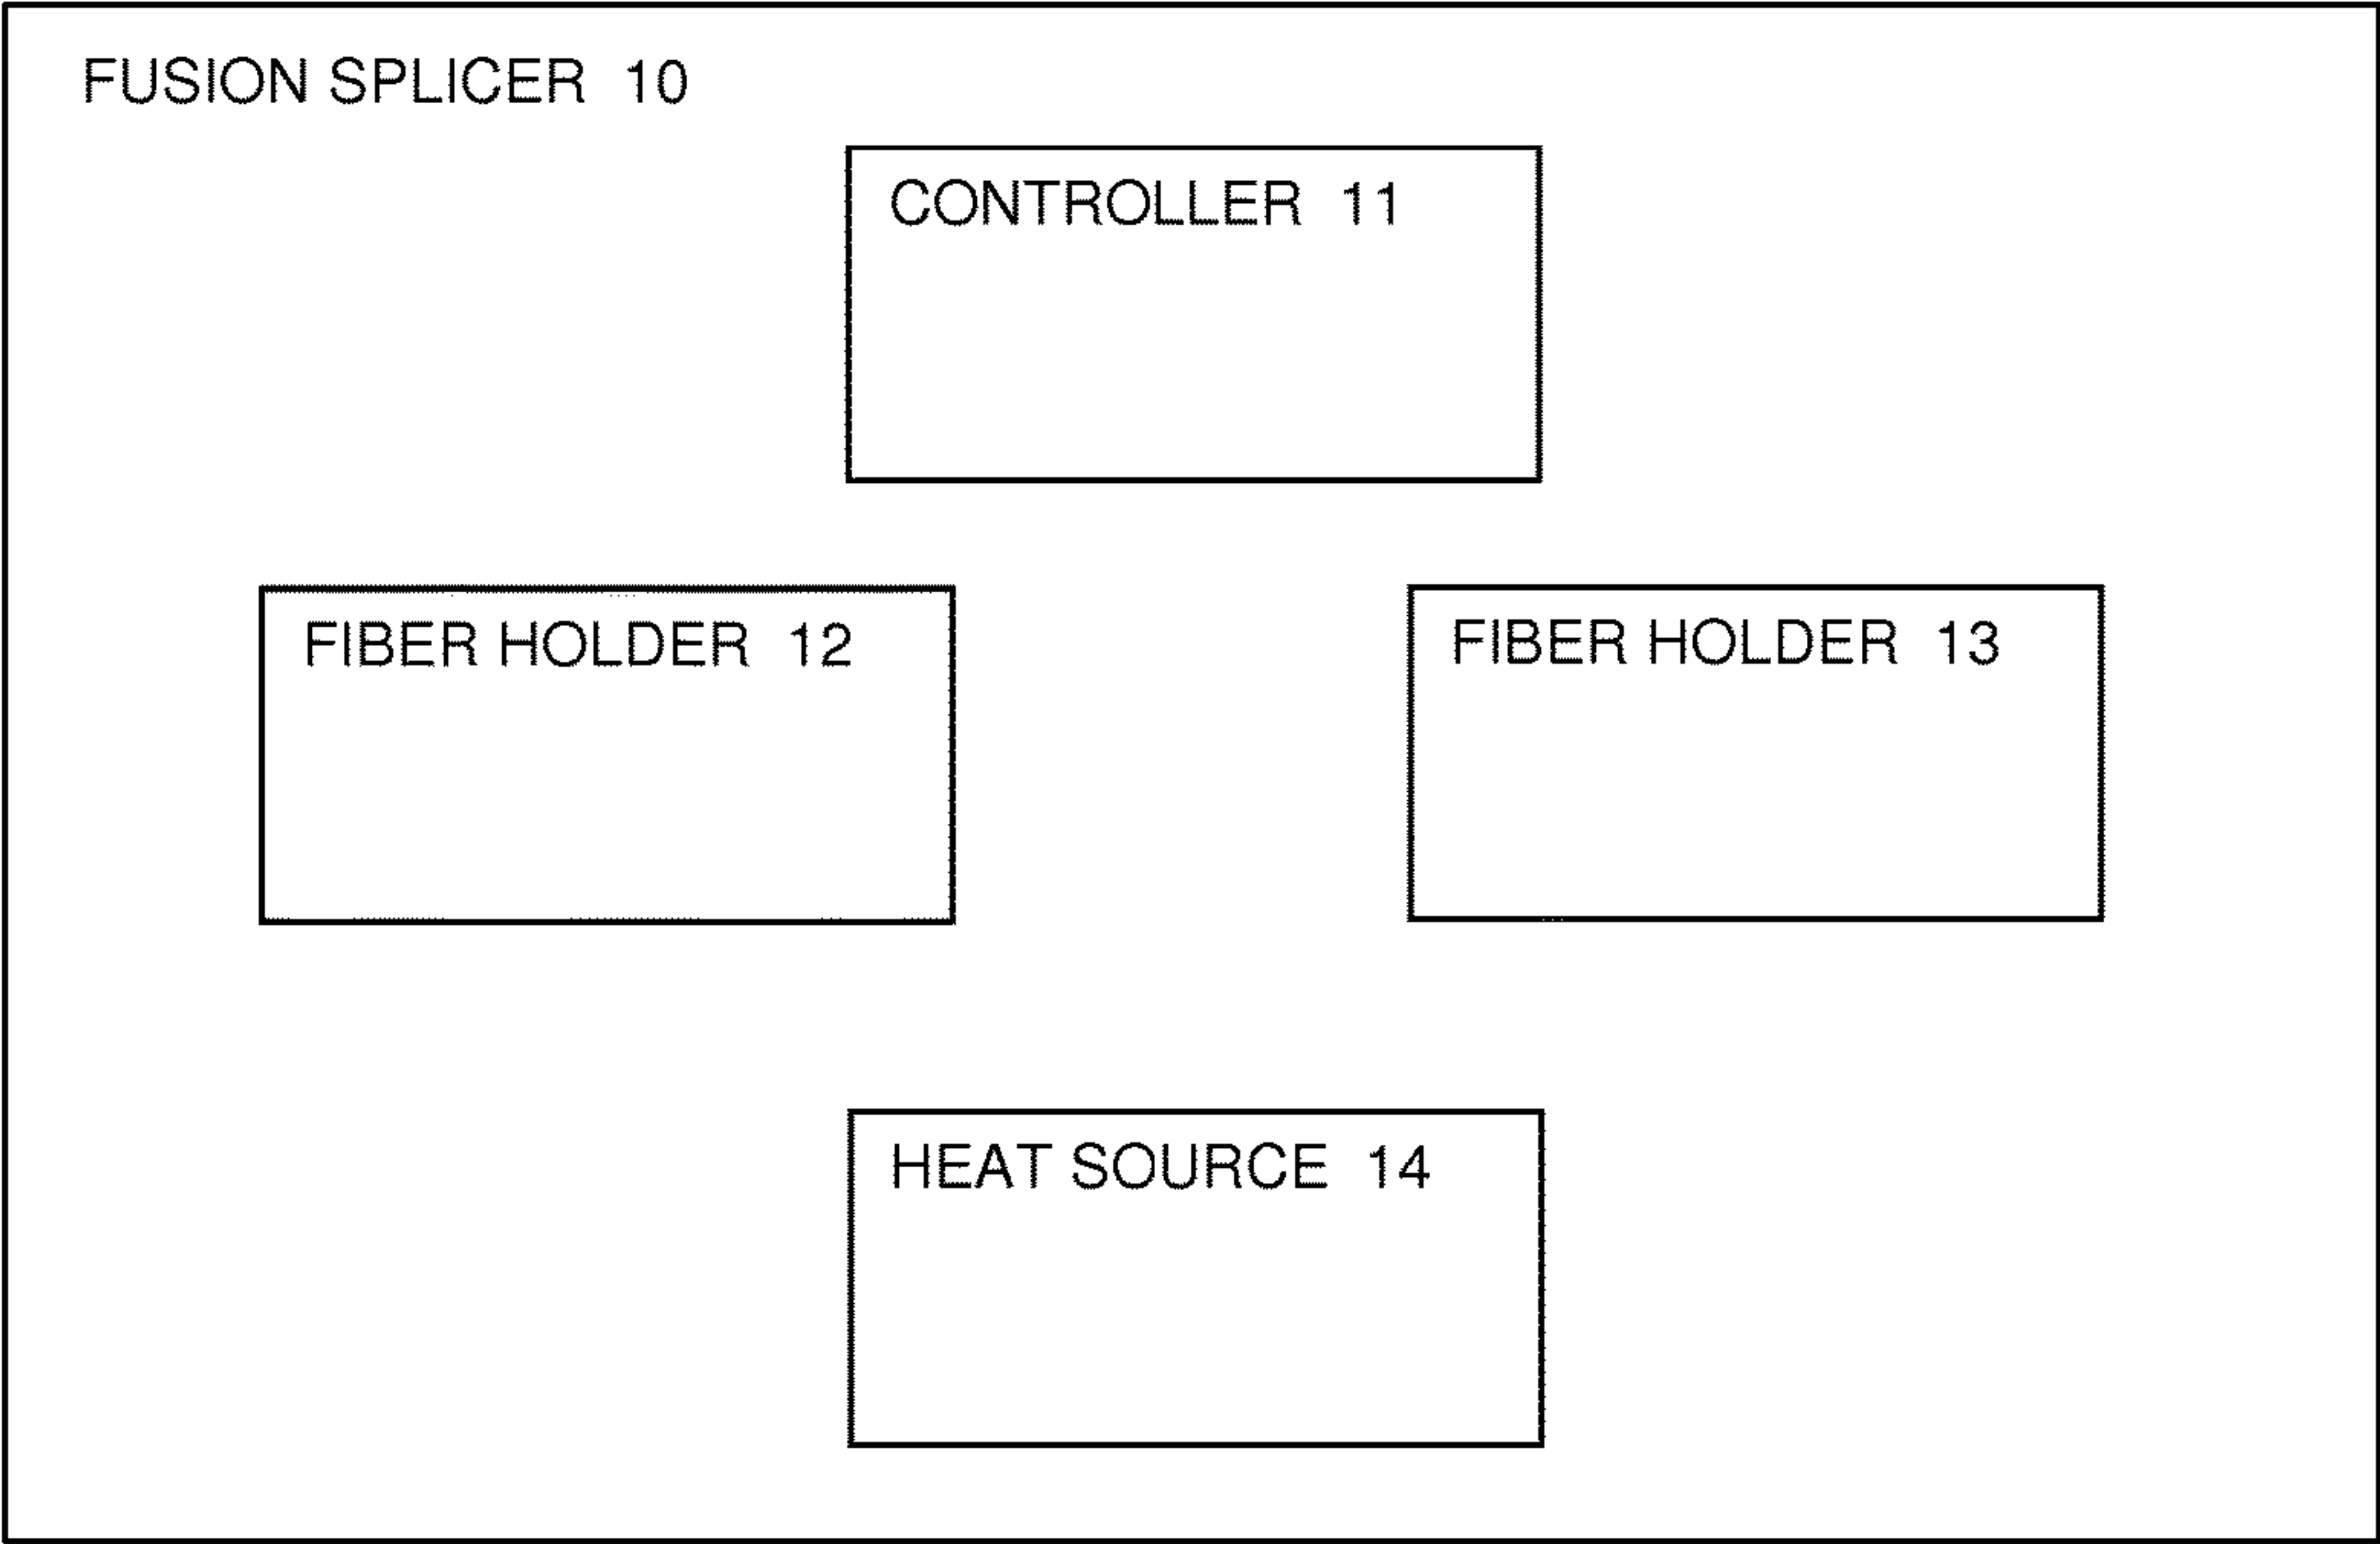 FUSION SPLICER 10
CONTROLLER 11
FIBER HOLDER 12
FIBER HOLDER 13
HEAT SOURCE 14